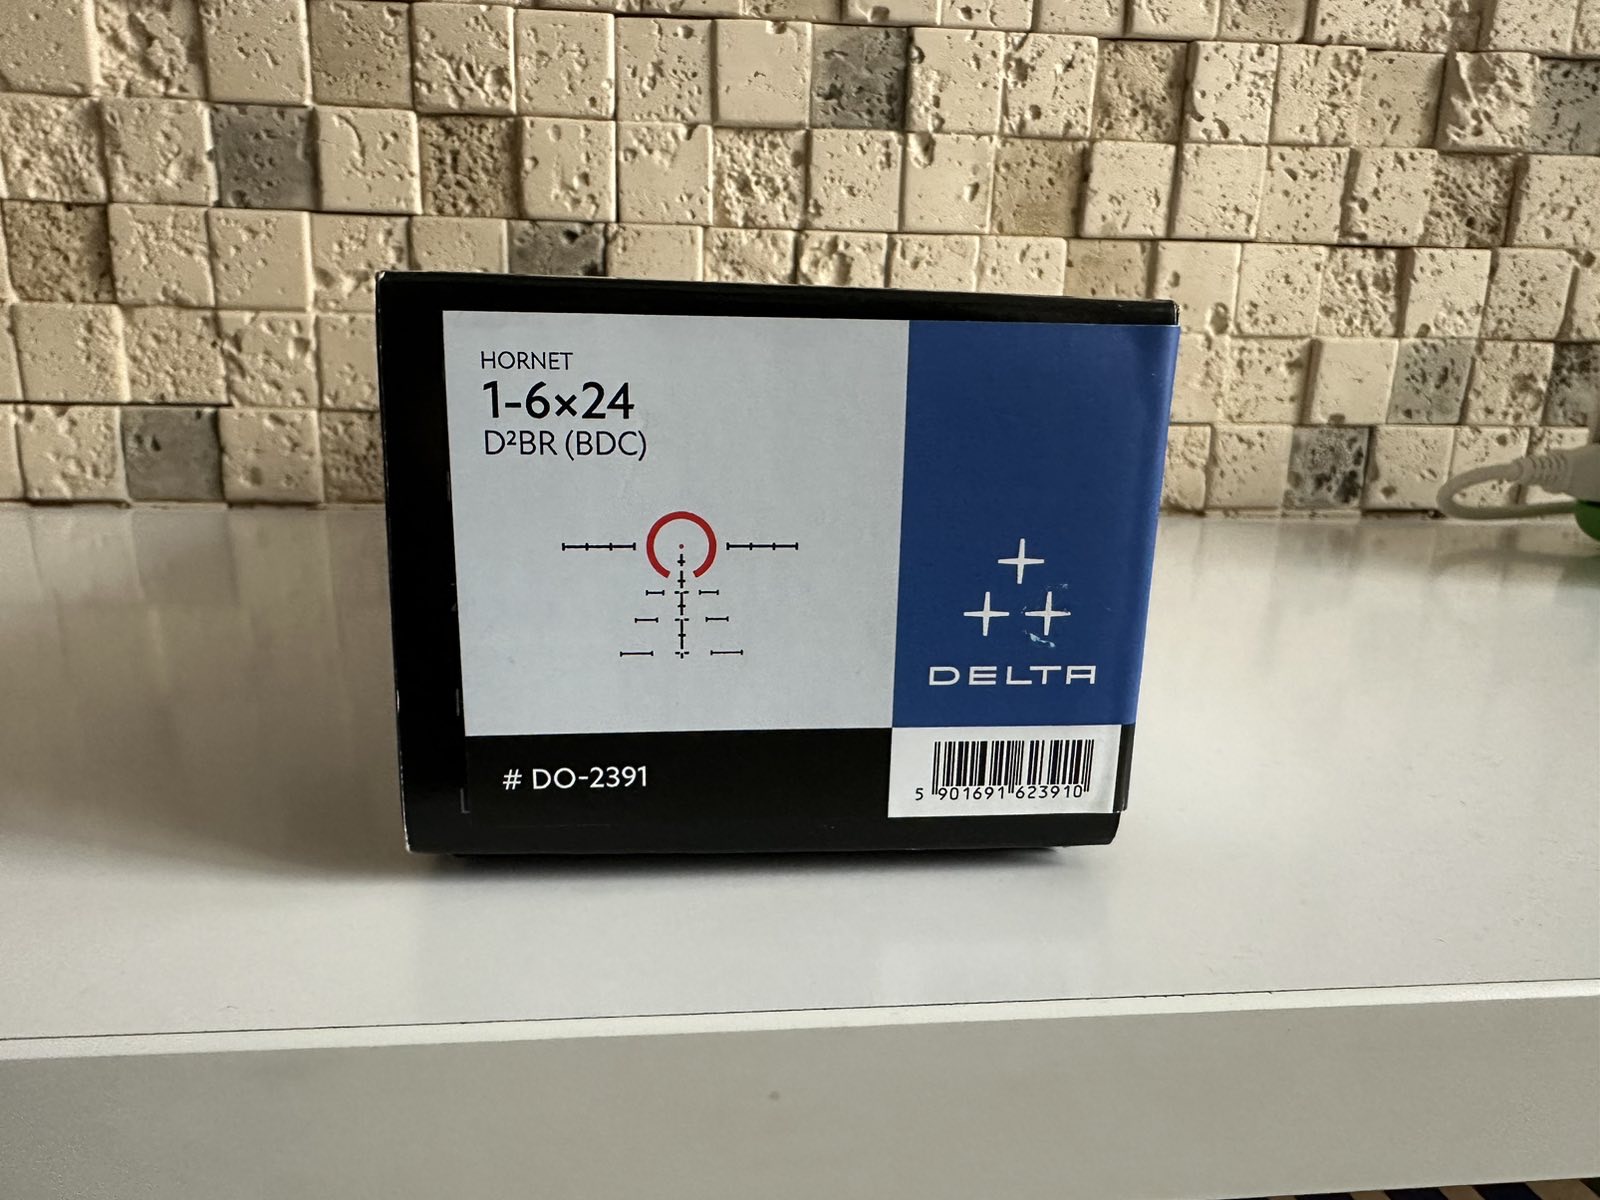 HORNET
1-6×24
D²BR (BDC)
DELTA
# DO-2391
5 901691 623910